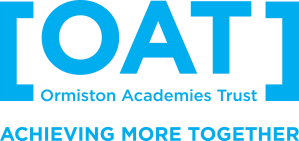 [OAT]
Ormiston Academies Trust
ACHIEVING MORE TOGETHER